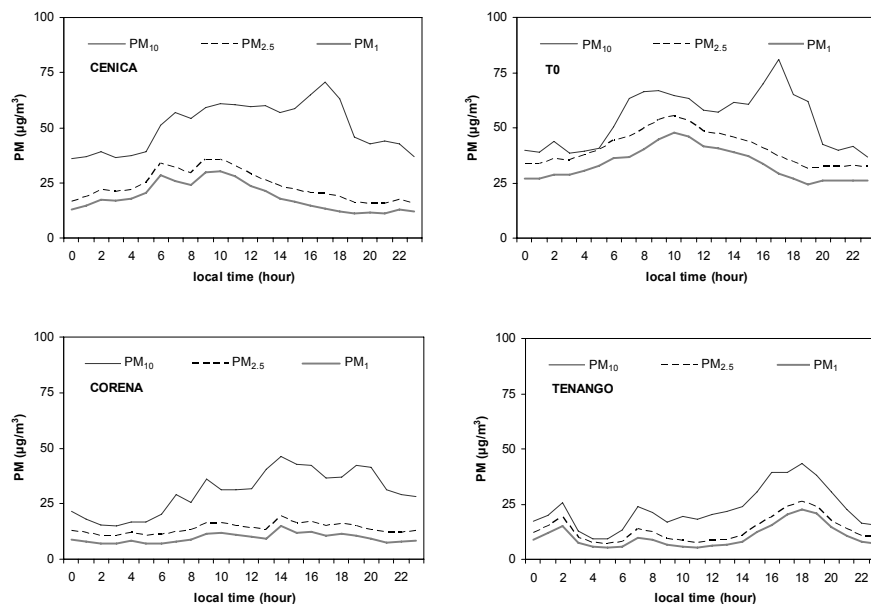 100
75
50
25
0
PM (µg/m³)
PM₁₀ PM₂.₅ PM₁
CENICA
0 2 4 6 8 10 12 14 16 18 20 22
local time (hour)
100
75
50
25
0
PM (µg/m³)
PM₁₀ PM₂.₅ PM₁
T0
0 2 4 6 8 10 12 14 16 18 20 22
local time (hour)
100
75
50
25
0
PM (µg/m³)
PM₁₀ PM₂.₅ PM₁
CORENA
0 2 4 6 8 10 12 14 16 18 20 22
local time (hour)
100
75
50
25
0
PM (µg/m³)
PM₁₀ PM₂.₅ PM₁
TENANGO
0 2 4 6 8 10 12 14 16 18 20 22
local time (hour)